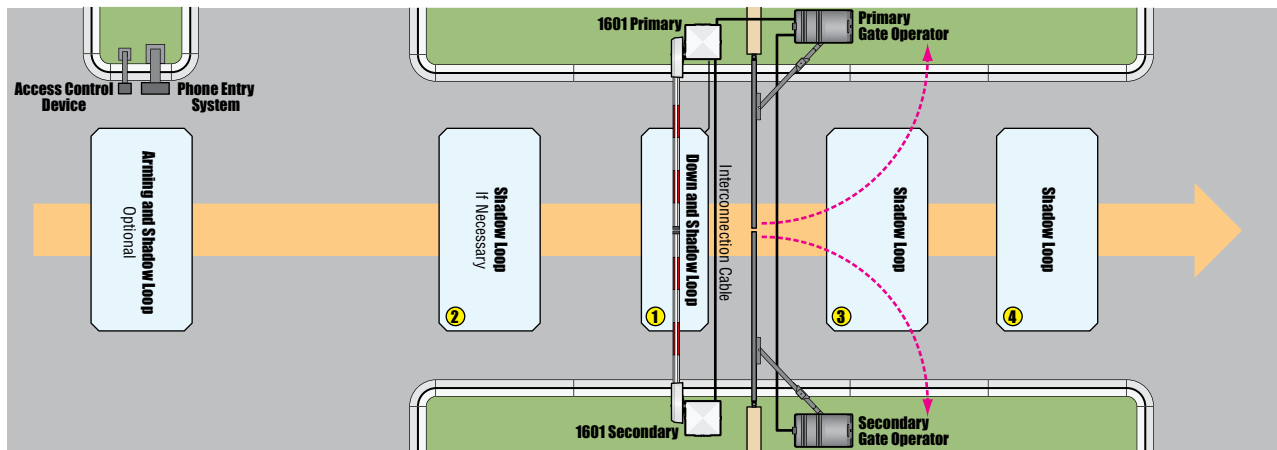 1601 Primary
Primary
Gate Operator
Access Control
Device
Phone Entry
System
Arming and Shadow Loop
Optional
Shadow Loop
If Necessary
2
Down and Shadow Loop
1
Interconnection Cable
Shadow Loop
3
Shadow Loop
4
1601 Secondary
Secondary
Gate Operator